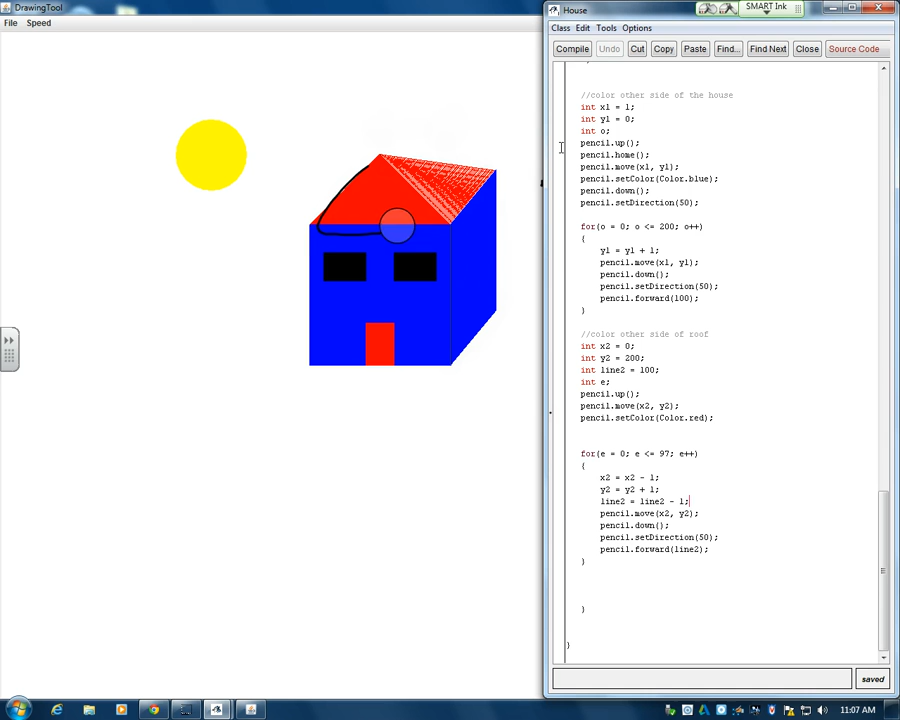 DrawingTool
File Speed
House
SMART Ink
Class Edit Tools Options
Compile Undo Cut Copy Paste Find... Find Next Close Source Code
//color other side of the house
int x1 = 1;
int y1 = 0;
int o;
pencil.up();
pencil.home();
pencil.move(x1, y1);
pencil.setColor(Color.blue);
pencil.down();
pencil.setDirection(50);
for(o = 0; o <= 200; o++)
{
y1 = y1 + 1;
pencil.move(x1, y1);
pencil.down();
pencil.setDirection(50);
pencil.forward(100);
}
//color other side of roof
int x2 = 0;
int y2 = 200;
int line2 = 100;
int e;
pencil.up();
pencil.move(x2, y2);
pencil.setColor(Color.red);
for(e = 0; e <= 97; e++)
{
x2 = x2 - 1;
y2 = y2 + 1;
line2 = line2 - 1;
pencil.move(x2, y2);
pencil.down();
pencil.setDirection(50);
pencil.forward(line2);
}
}
}
saved
11:07 AM